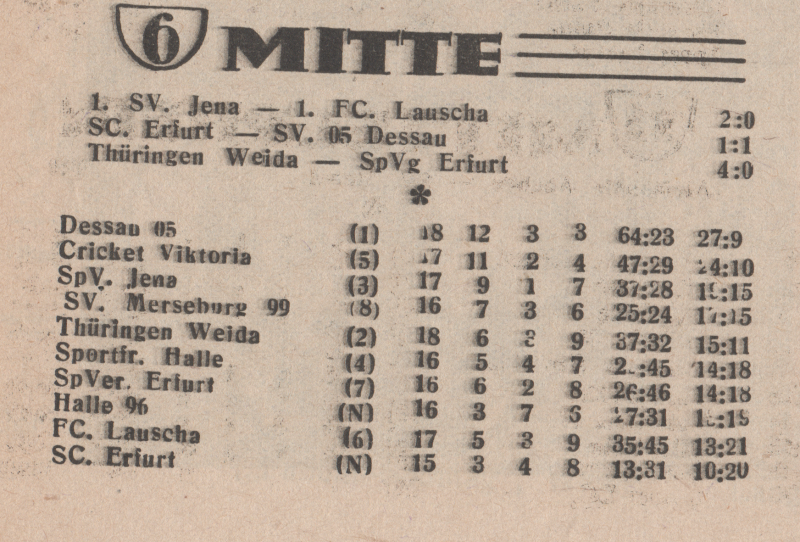 6 MITTE
1. SV. Jena — 1. FC. Lauscha 2:0
SC. Erfurt — SV. 05 Dessau 1:1
Thüringen Weida — SpVg Erfurt 4:0
*
Dessau 05 (1) 18 12 3 3 64:23 27:9
Cricket Viktoria (5) 17 11 2 4 47:29 24:10
SpV. Jena (3) 17 9 1 7 37:28 19:15
SV. Merseburg 99 (8) 16 7 3 6 25:24 17:15
Thüringen Weida (2) 18 6 3 9 37:32 15:11
Sportfr. Halle (4) 16 5 4 7 14:18
SpVer. Erfurt (7) 16 6 2 8 26:46 14:18
Halle 96 (N) 16 3 7 6
FC. Lauscha (6) 17 5 3 9 35:45 13:21
SC. Erfurt (N) 15 3 4 8 13:31 10:20